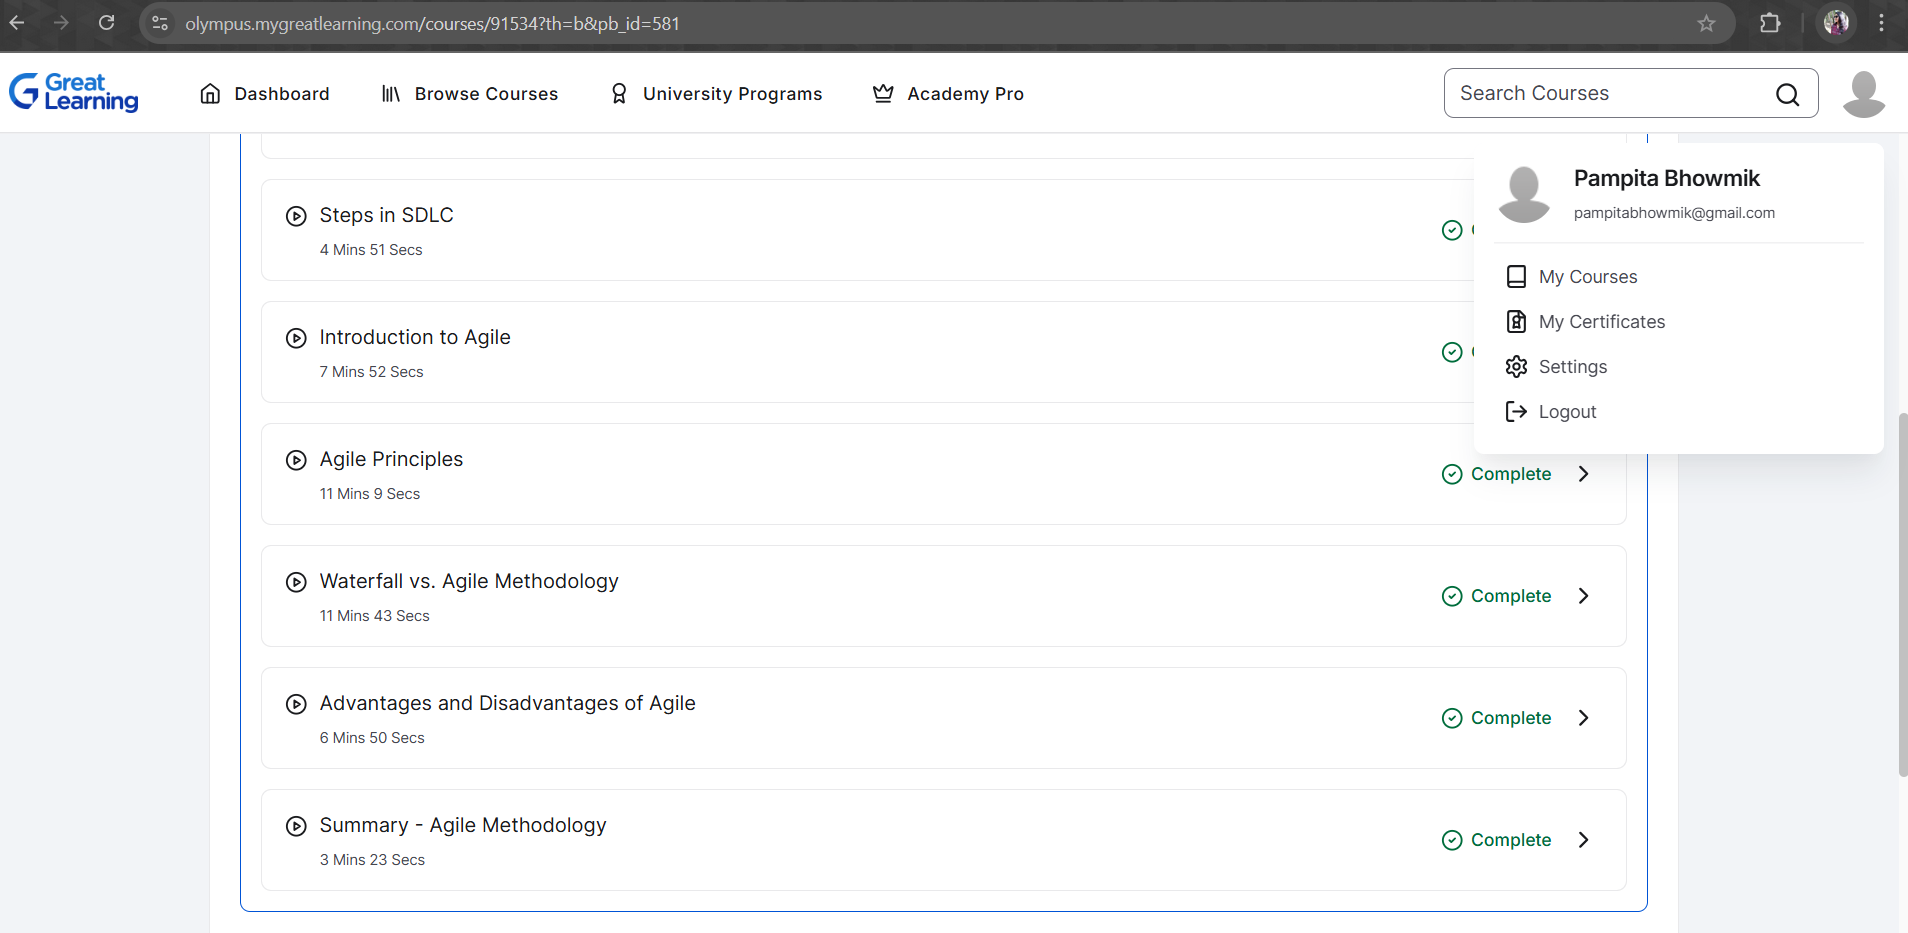 olympus.mygreatlearning.com/courses/91534?th=b&pb_id=581
Great
Learning
Dashboard
Browse Courses
University Programs
Academy Pro
Search Courses
Pampita Bhowmik
pampitabhowmik@gmail.com
My Courses
My Certificates
Settings
Logout
Steps in SDLC
4 Mins 51 Secs
Introduction to Agile
7 Mins 52 Secs
Agile Principles
11 Mins 9 Secs
Complete
Waterfall vs. Agile Methodology
11 Mins 43 Secs
Complete
Advantages and Disadvantages of Agile
6 Mins 50 Secs
Complete
Summary - Agile Methodology
3 Mins 23 Secs
Complete